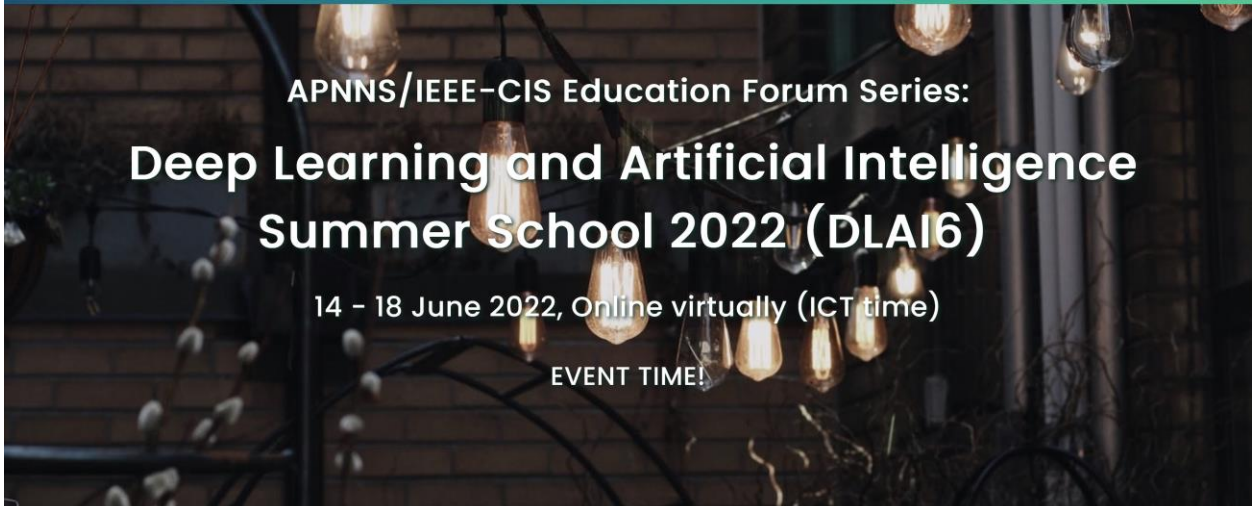 APNNS/IEEE-CIS Education Forum Series:
Deep Learning and Artificial Intelligence
Summer School 2022 (DLAI6)
14 - 18 June 2022, Online virtually (ICT time)
EVENT TIME!